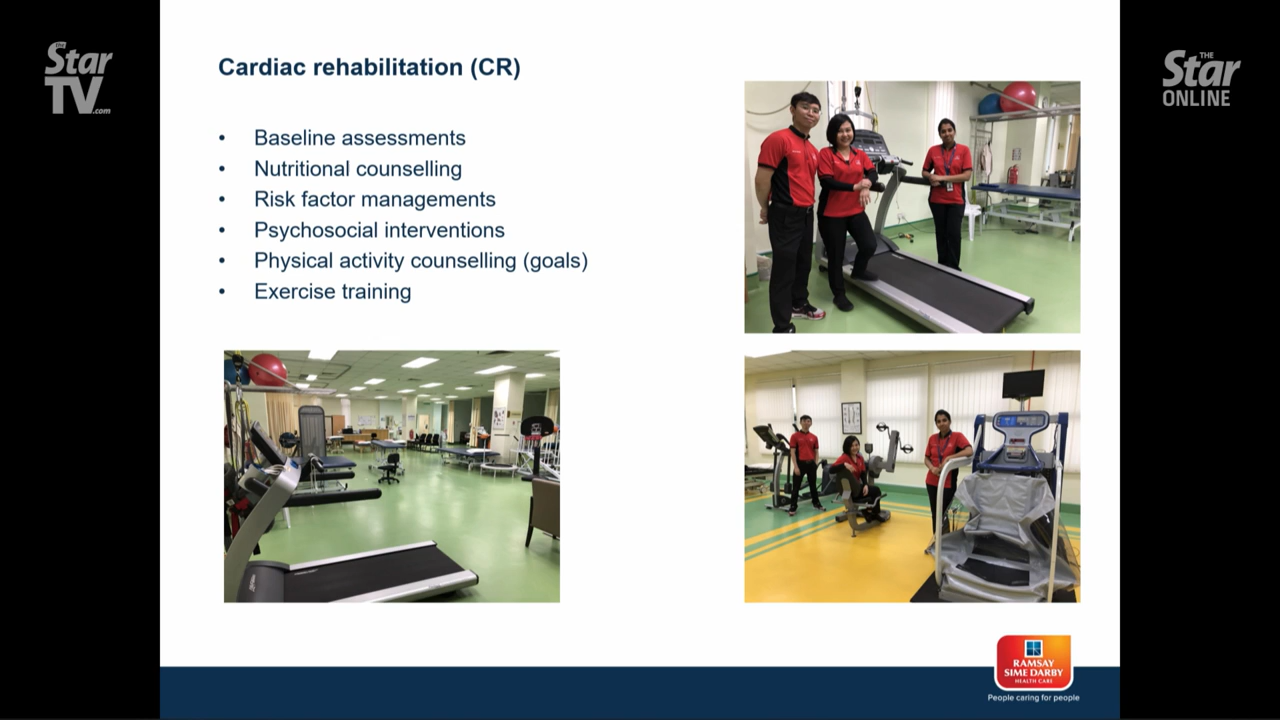 THE
Star
TV.com
THE
Star
ONLINE
Cardiac rehabilitation (CR)
• Baseline assessments
• Nutritional counselling
• Risk factor managements
• Psychosocial interventions
• Physical activity counselling (goals)
• Exercise training
RAMSAY
SIME DARBY
HEALTH CARE
People caring for people